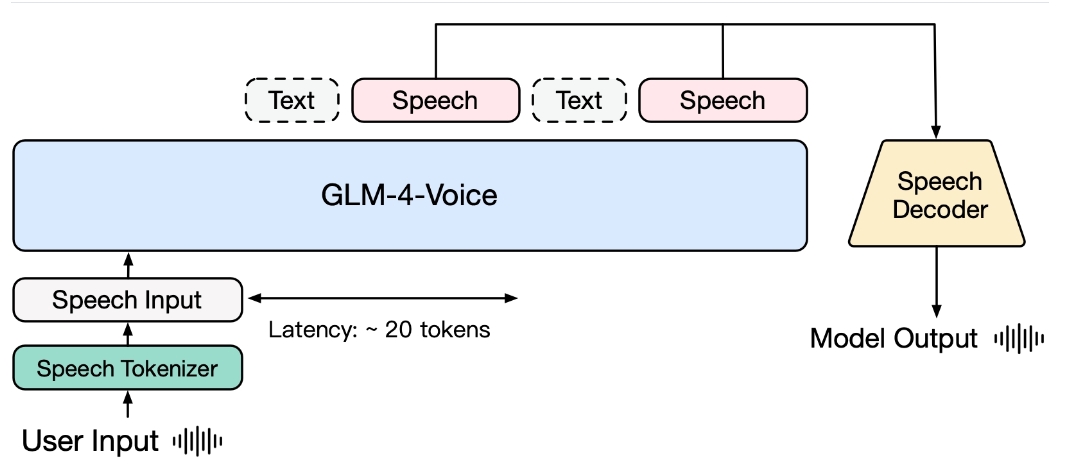 Text
Speech
Text
Speech
GLM-4-Voice
Speech
Decoder
Speech Input
Latency: ~ 20 tokens
Model Output
Speech Tokenizer
User Input